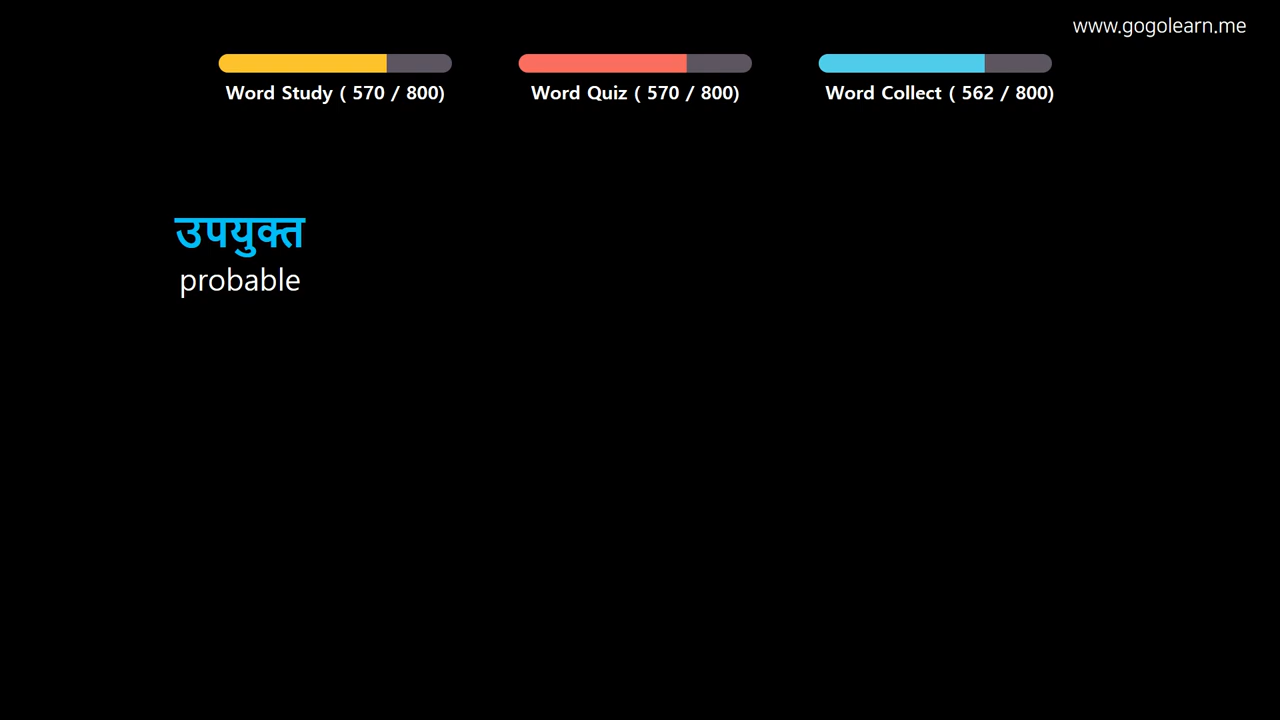 www.gogolearn.me
Word Study ( 570 / 800)
Word Quiz ( 570 / 800)
Word Collect ( 562 / 800)
उपयुक्त
probable